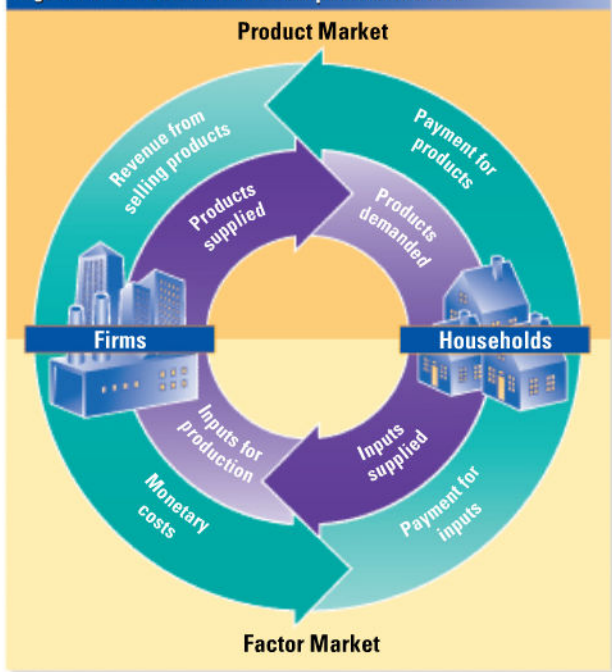 Product Market
Revenue from
selling products
Payment for
products
Products
supplied
Products
demanded
Firms
Households
Inputs for
production
Inputs
supplied
Monetary
costs
Payment for
inputs
Factor Market